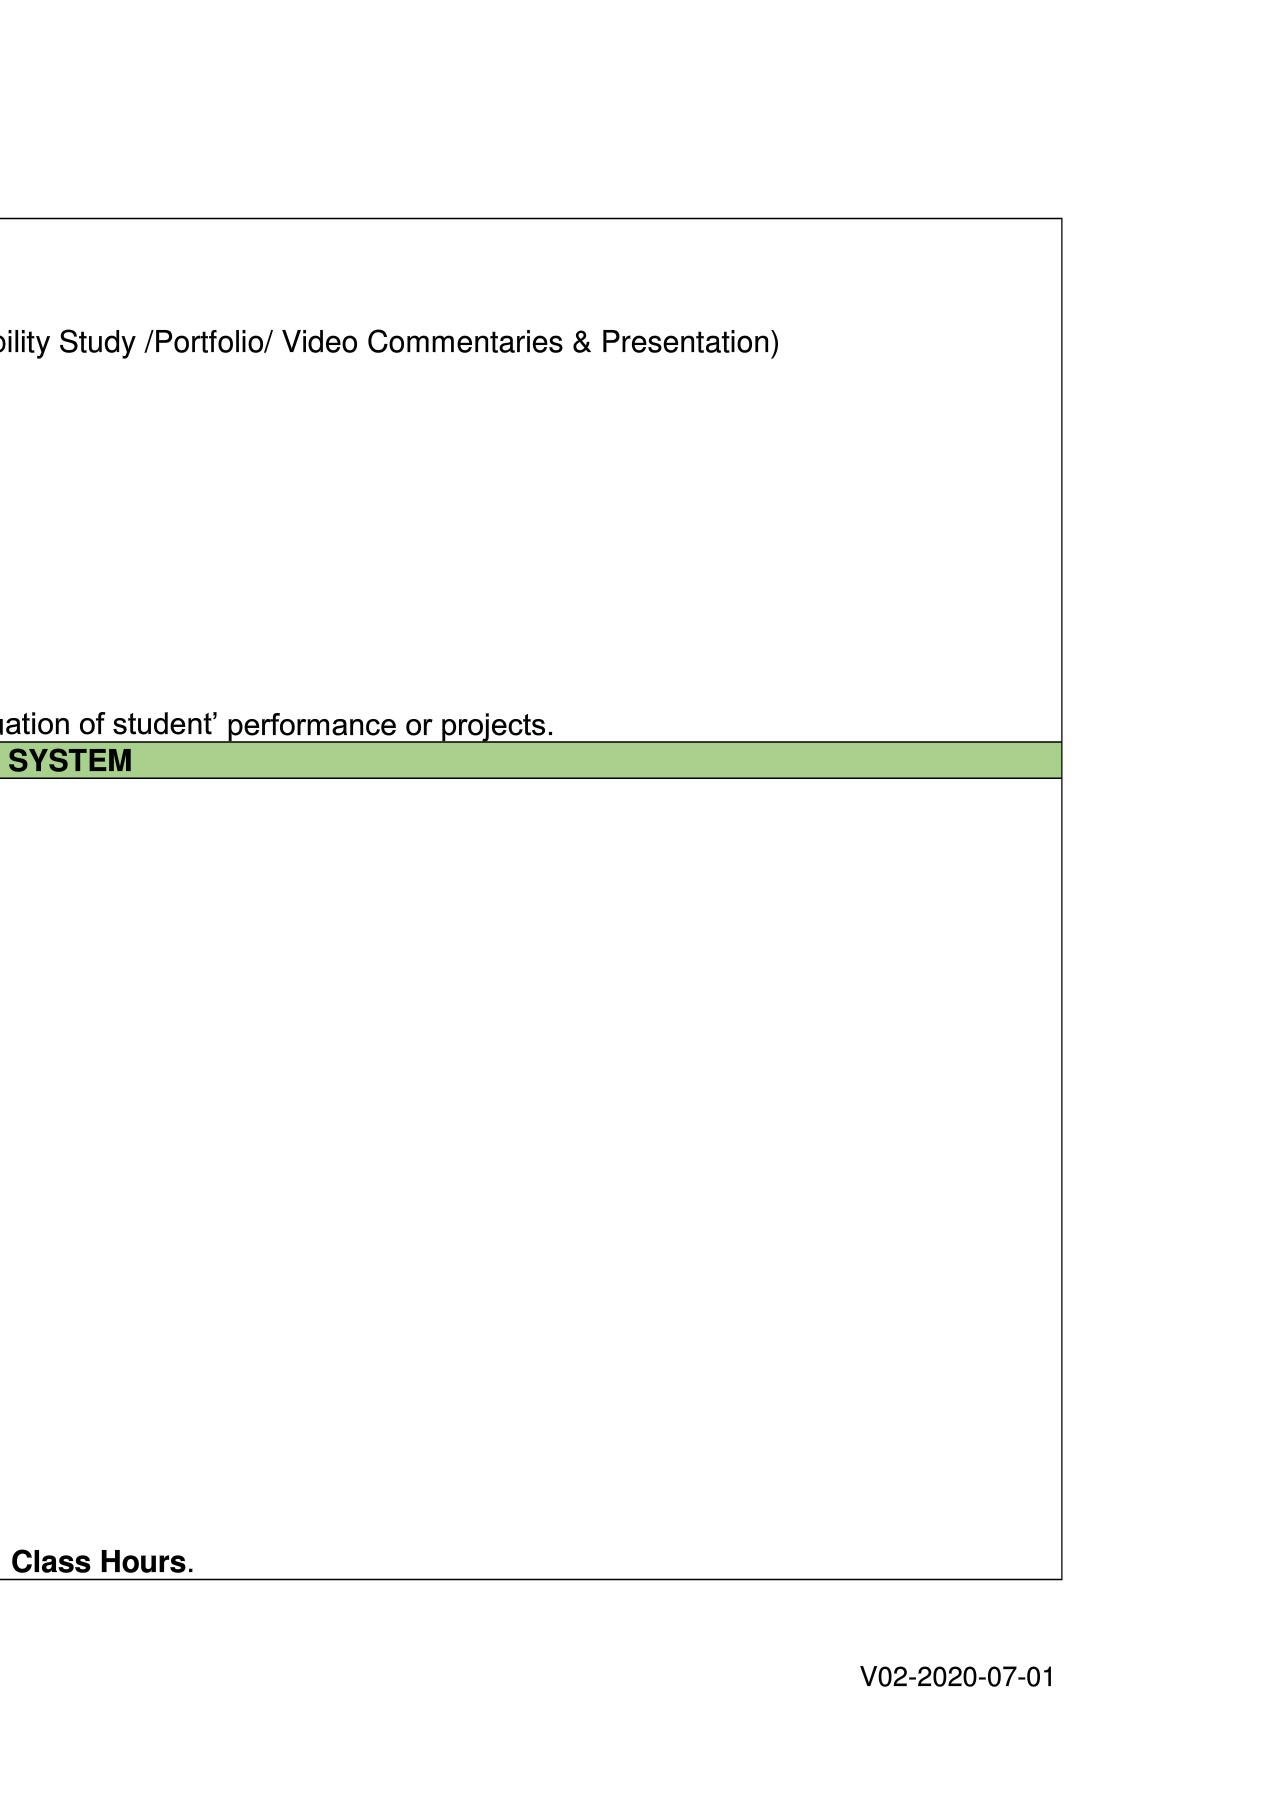 bility Study /Portfolio/ Video Commentaries & Presentation)
uation of student’ performance or projects.
SYSTEM
Class Hours.
V02-2020-07-01